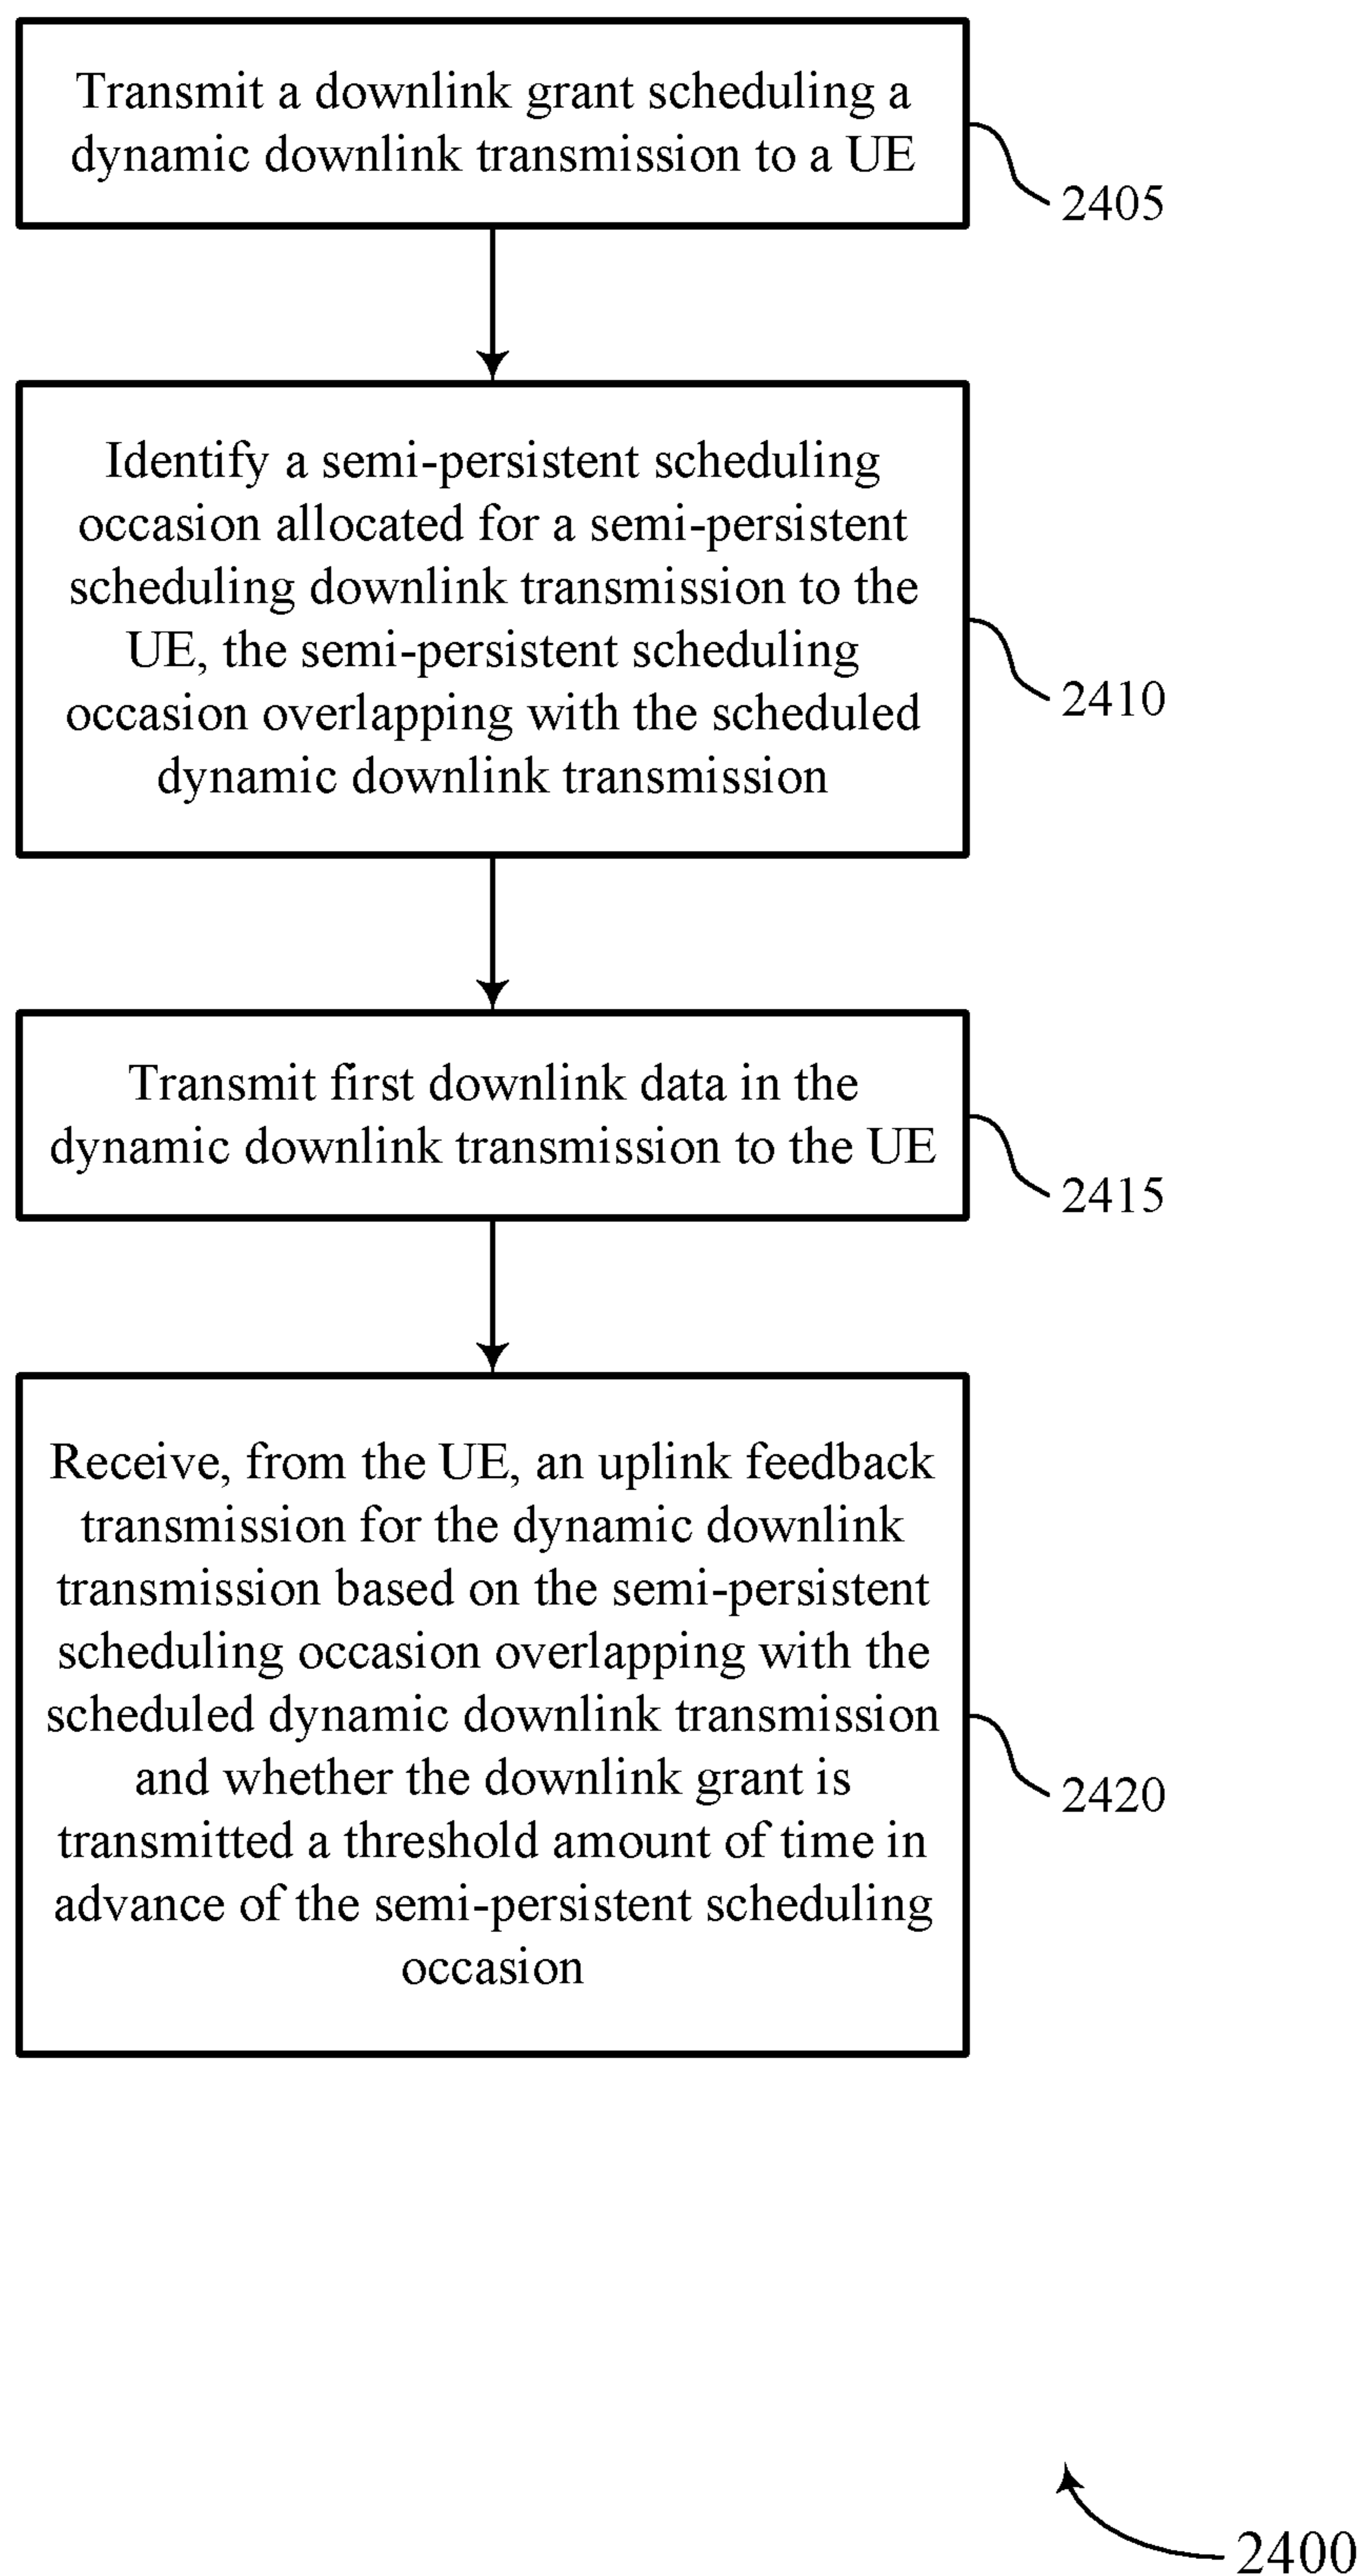 Transmit a downlink grant scheduling a
dynamic downlink transmission to a UE
2405
Identify a semi-persistent scheduling
occasion allocated for a semi-persistent
scheduling downlink transmission to the
UE, the semi-persistent scheduling
occasion overlapping with the scheduled
dynamic downlink transmission
2410
Transmit first downlink data in the
dynamic downlink transmission to the UE
2415
Receive, from the UE, an uplink feedback
transmission for the dynamic downlink
transmission based on the semi-persistent
scheduling occasion overlapping with the
scheduled dynamic downlink transmission
and whether the downlink grant is
transmitted a threshold amount of time in
advance of the semi-persistent scheduling
occasion
2420
2400